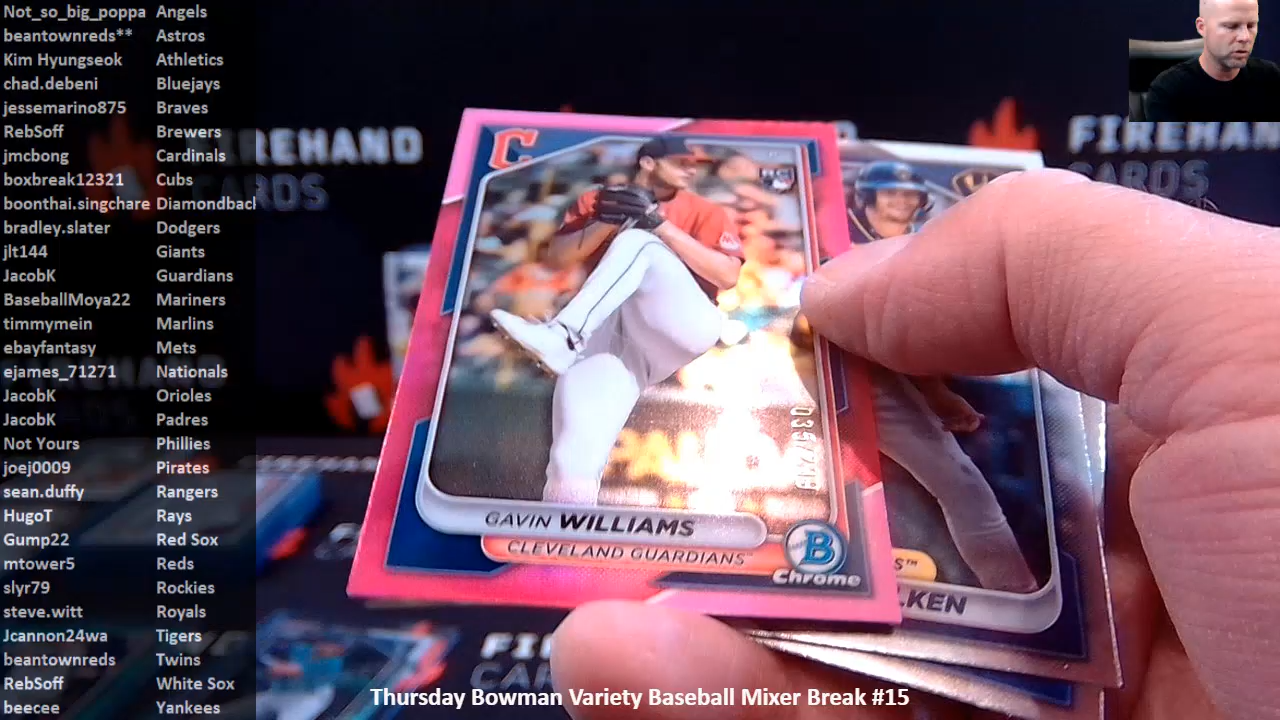 Not_so_big_poppa Angels
beantownreds** Astros
Kim Hyungseok Athletics
chad.debeni Bluejays
jessemarino875 Braves
RebSoff Brewers
jmcbong Cardinals
boxbreak12321 Cubs
boonthai.singchare Diamondback
bradley.slater Dodgers
jlt144 Giants
JacobK Guardians
BaseballMoya22 Mariners
timmymein Marlins
ebayfantasy Mets
ejames_71271 Nationals
JacobK Orioles
JacobK Padres
Not Yours Phillies
joej0009 Pirates
sean.duffy Rangers
HugoT Rays
Gump22 Red Sox
mtower5 Reds
slyr79 Rockies
steve.witt Royals
Jcannon24wa Tigers
beantownreds Twins
RebSoff White Sox
beecee Yankees
REHAND
CARDS
FIREHAND
C
GAVIN WILLIAMS
CLEVELAND GUARDIANS™
B
Chrome
LKEN
Thursday Bowman Variety Baseball Mixer Break #15